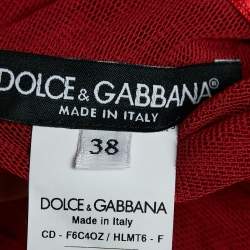 DOLCE & GABBANA®
MADE IN ITALY
38
DOLCE & GABBANA
Made in Italy
CD - F6C4OZ / HLMT6 - F